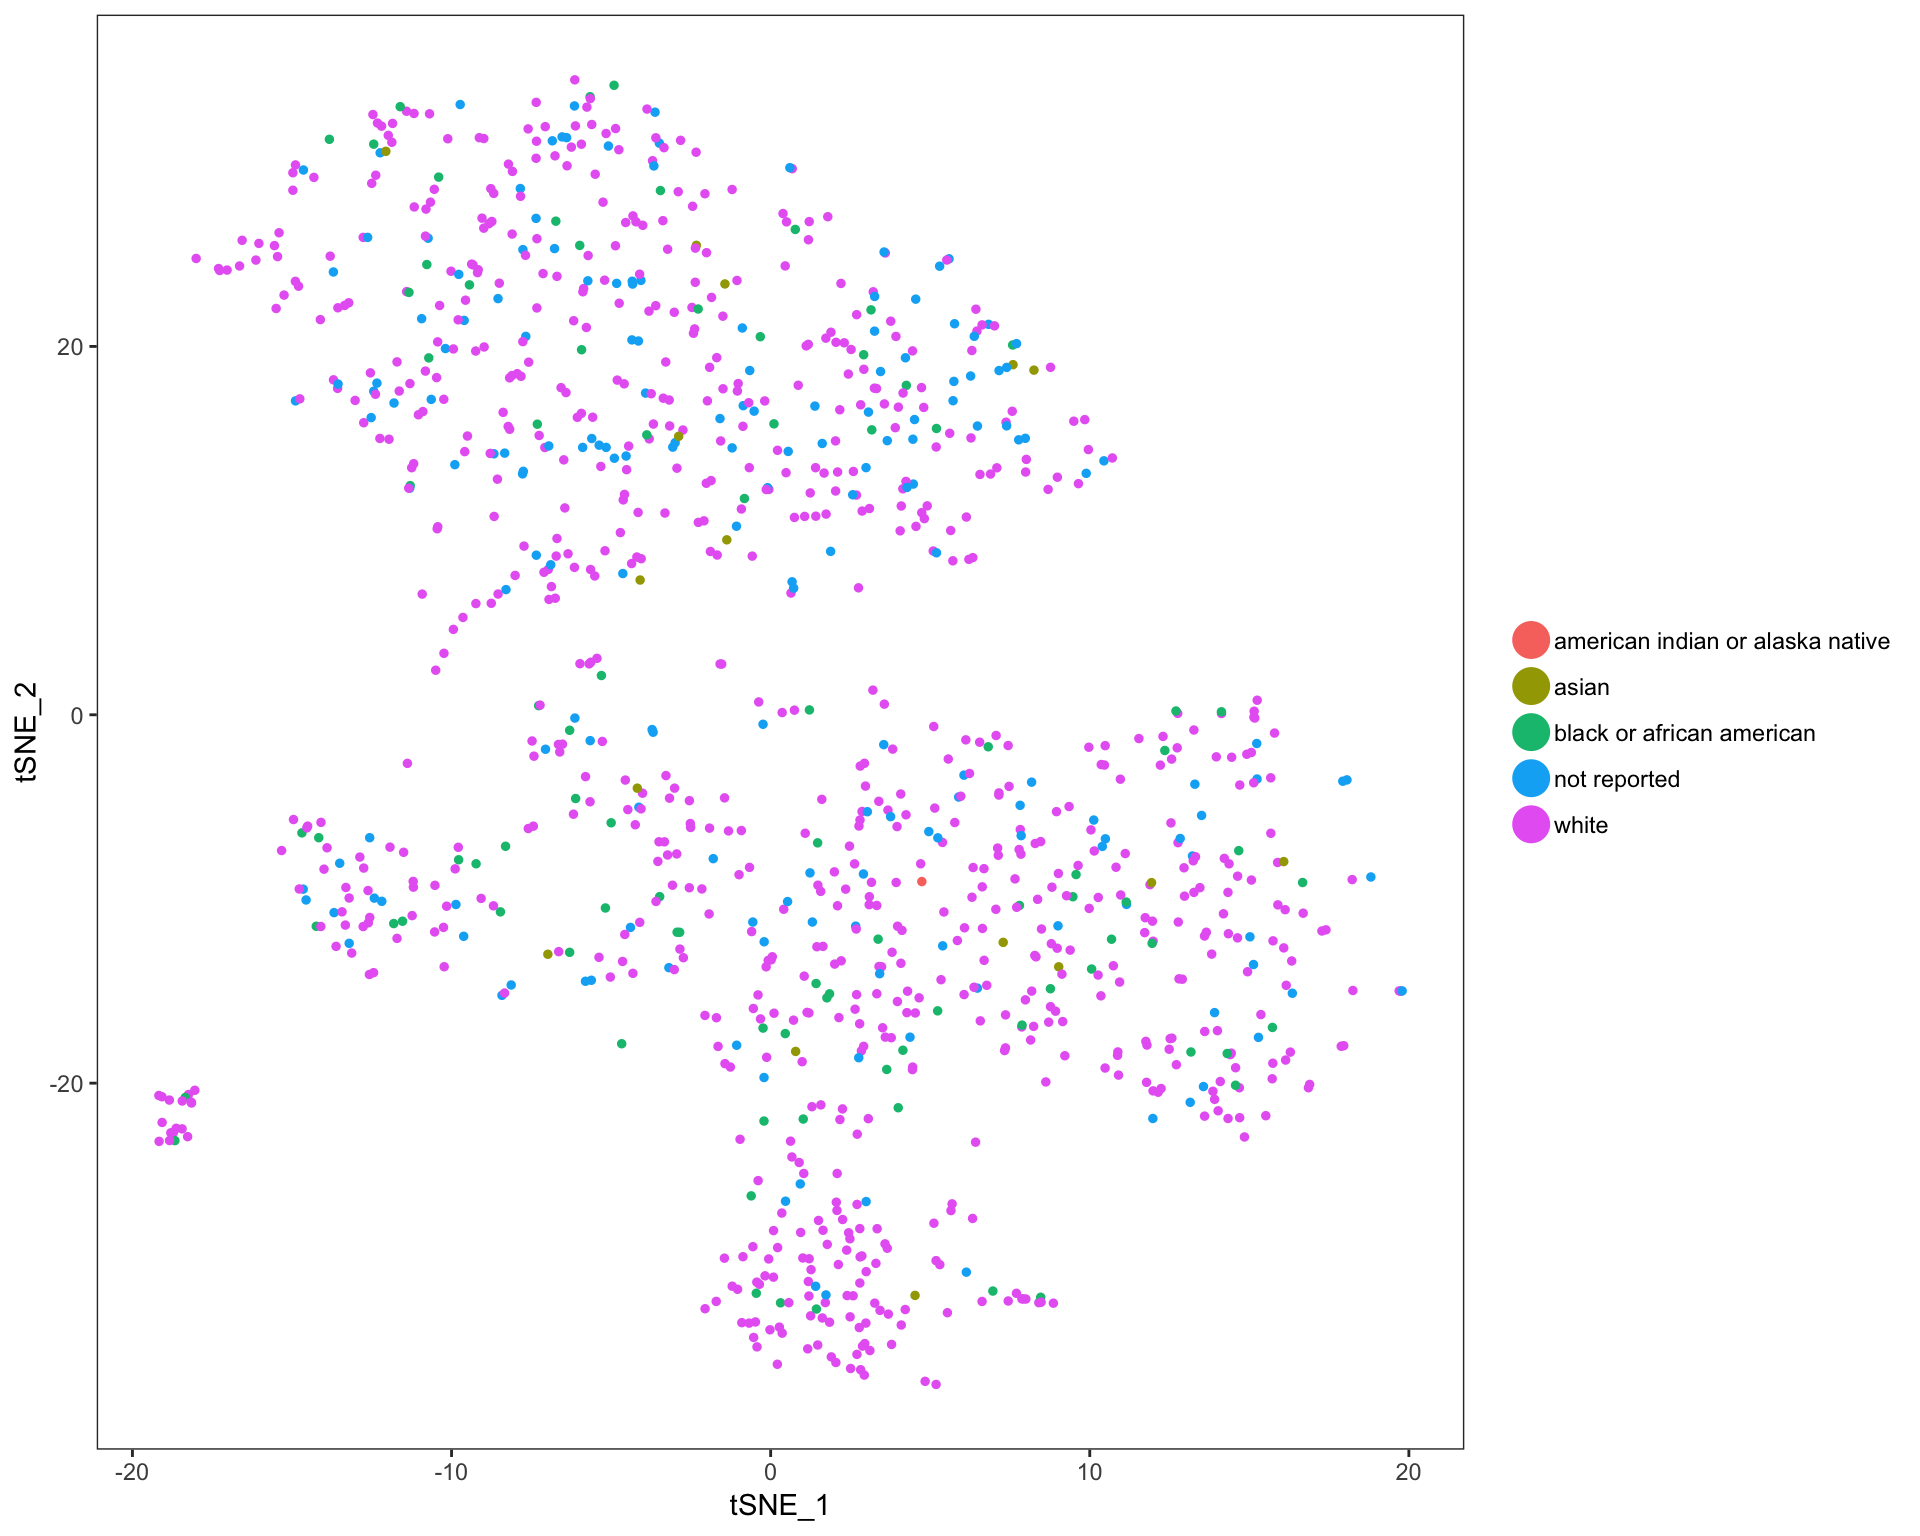 20
0
-20
tSNE_2
-20
-10
0
10
20
tSNE_1
american indian or alaska native
asian
black or african american
not reported
white